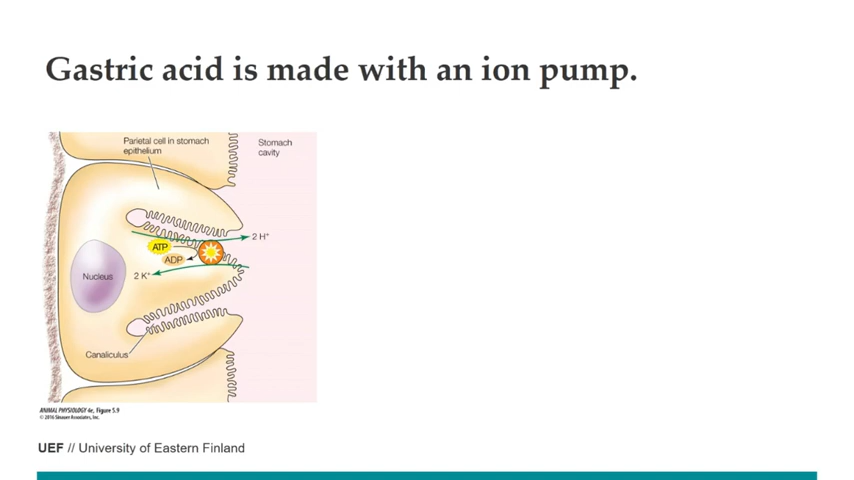 Gastric acid is made with an ion pump.
Parietal cell in stomach
epithelium
Stomach
cavity
2 H⁺
ATP
ADP
2 K⁺
Nucleus
Canaliculus
ANIMAL PHYSIOLOGY 4e, Figure 5.9
© 2016 Sinauer Associates, Inc.
UEF // University of Eastern Finland